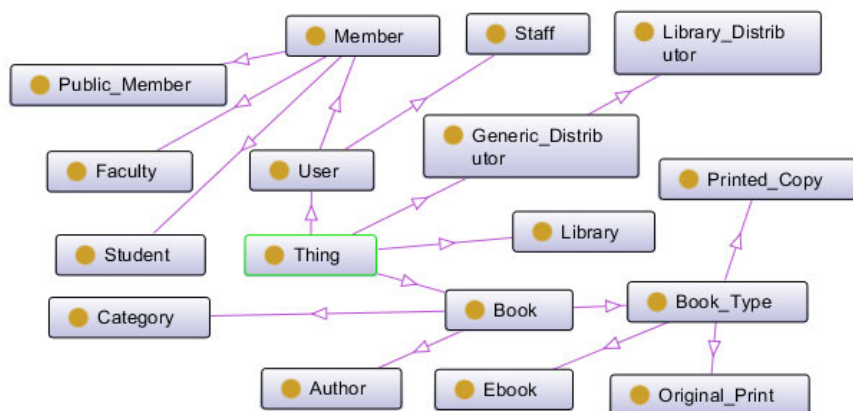 Member
Staff
Library_Distrib
utor
Public_Member
Generic_Distrib
utor
Faculty
User
Printed_Copy
Student
Thing
Library
Category
Book
Book_Type
Author
Ebook
Original_Print